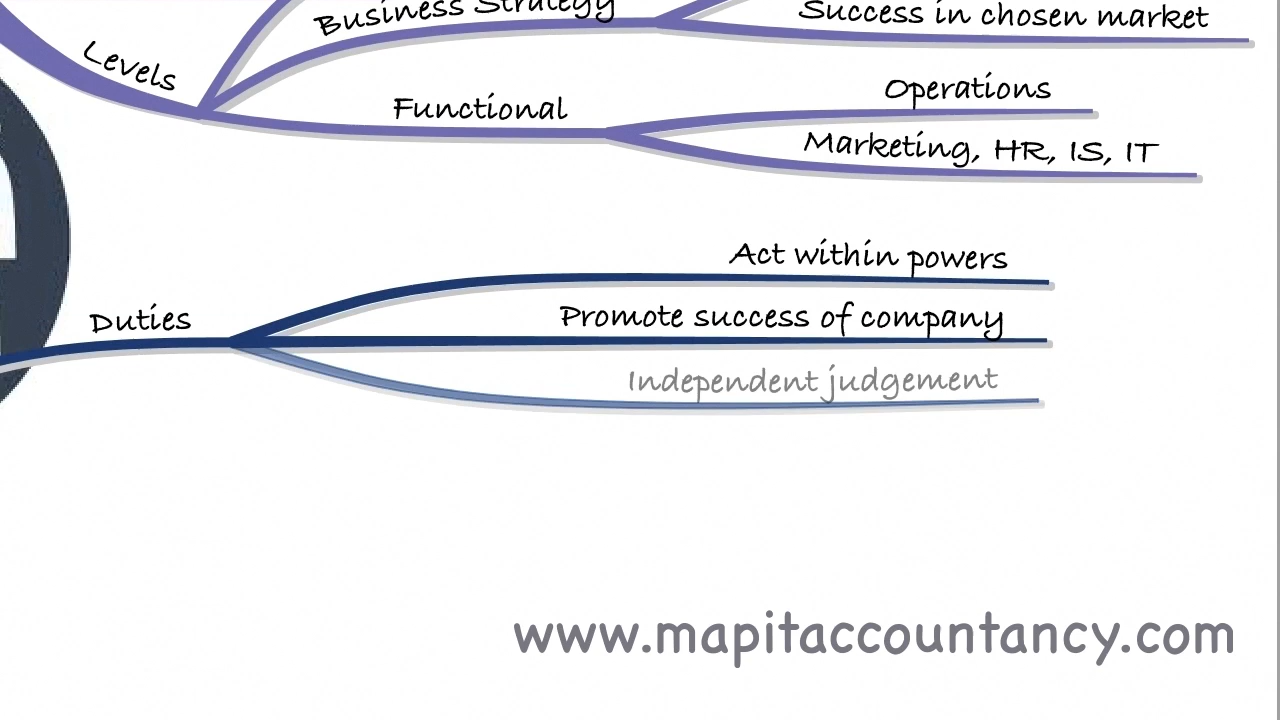 Business Strategy
Success in chosen market
Levels
Functional
Operations
Marketing, HR, IS, IT
Act within powers
Duties
Promote success of company
Independent judgement
www.mapitaccountancy.com